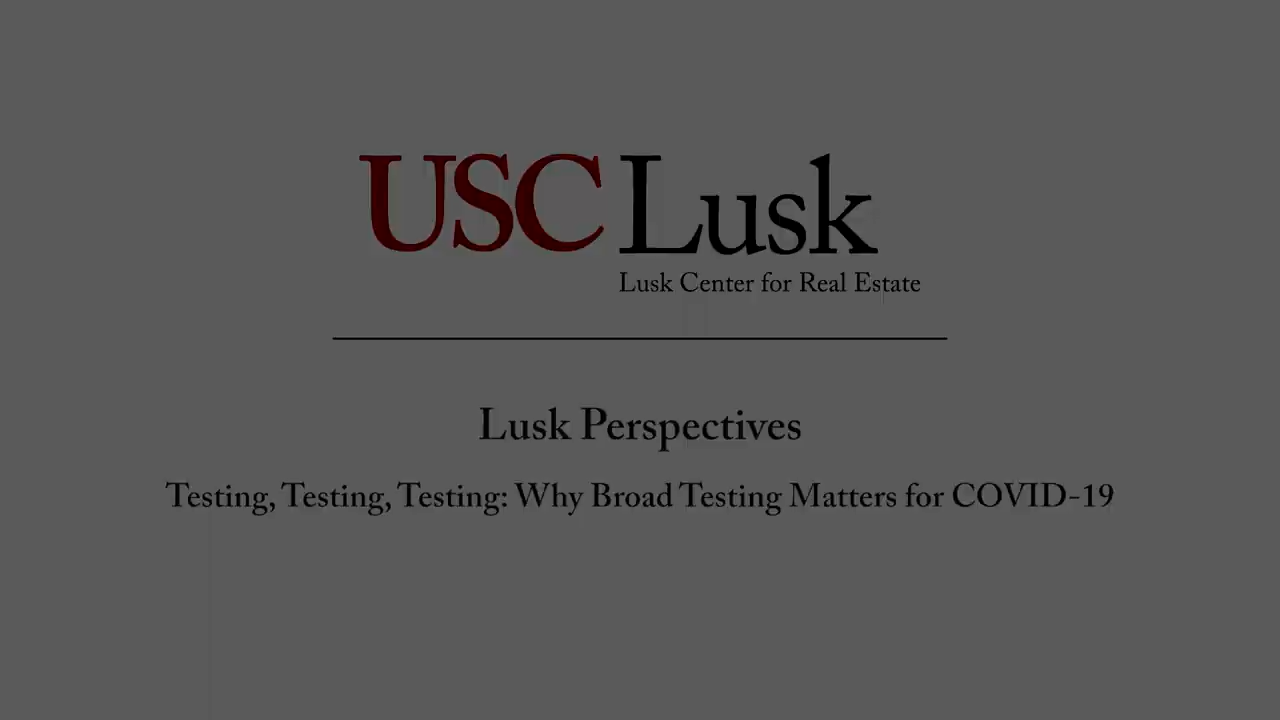 USC Lusk
Lusk Center for Real Estate
Lusk Perspectives
Testing, Testing, Testing: Why Broad Testing Matters for COVID-19